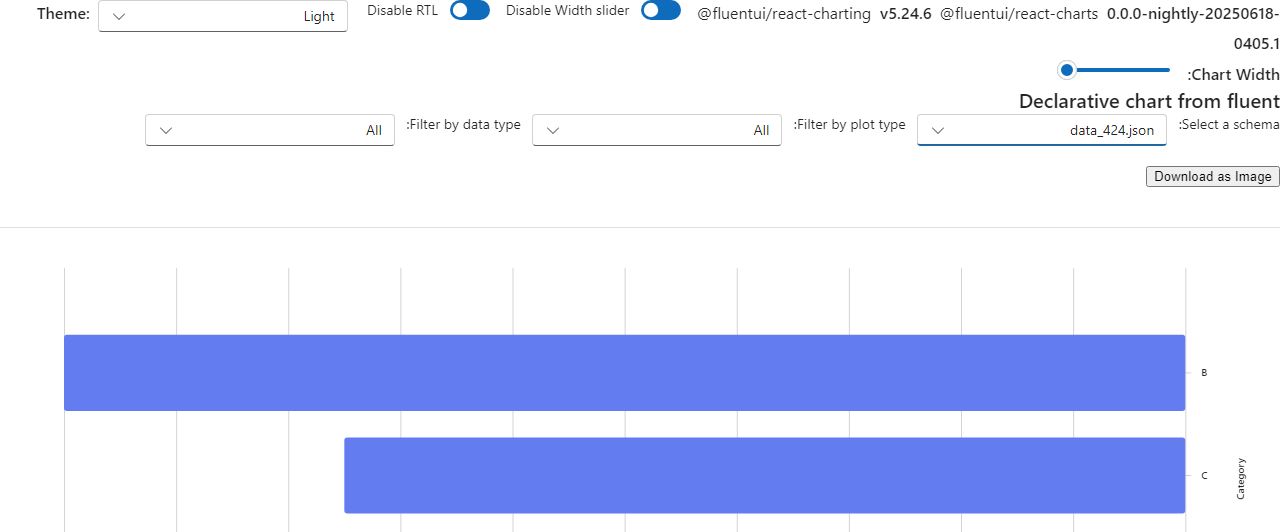 Theme: Light Disable RTL Disable Width slider @fluentui/react-charting v5.24.6 @fluentui/react-charts 0.0.0-nightly-20250618-
0405.1
:Chart Width
Declarative chart from fluent
:Select a schema data_424.json :Filter by plot type All :Filter by data type All
Download as Image
B
C
Category